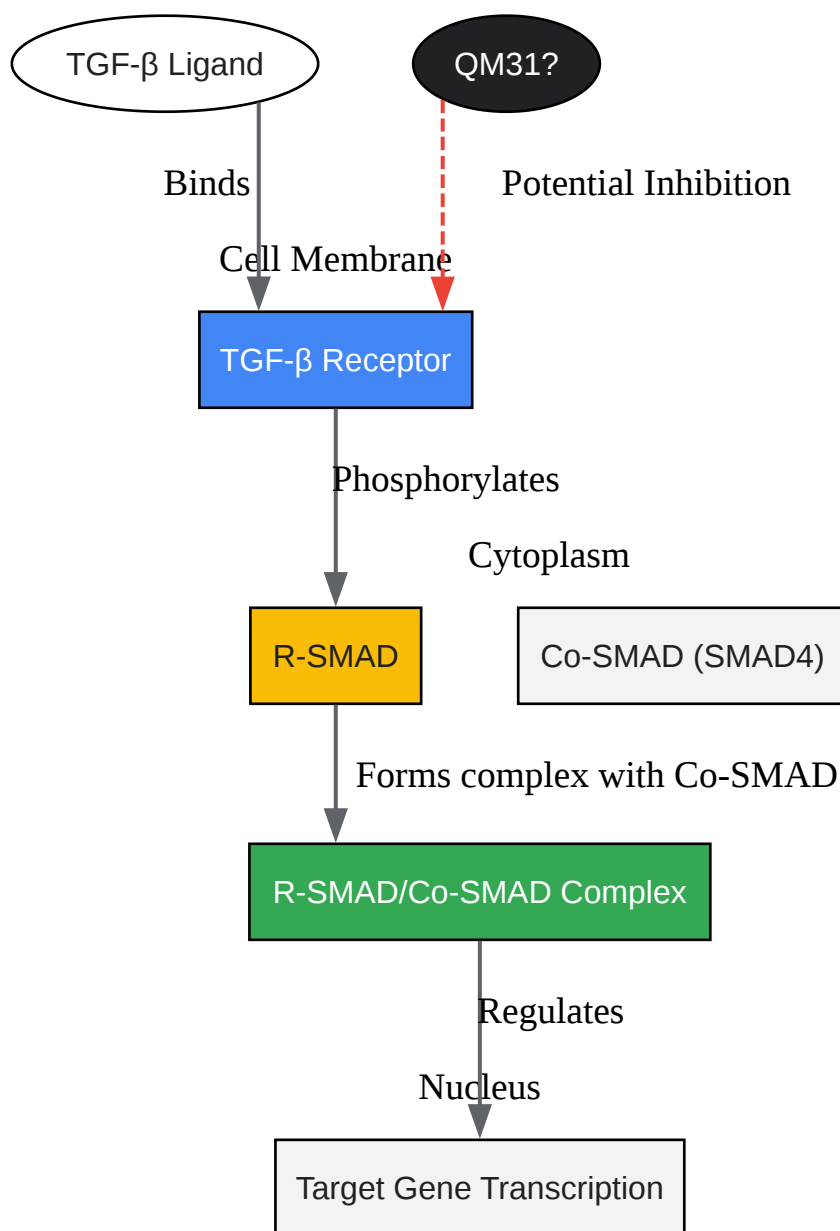 TGF-β Ligand
QM31?
Binds
Potential Inhibition
Cell Membrane
TGF-β Receptor
Phosphorylates
Cytoplasm
R-SMAD
Co-SMAD (SMAD4)
Forms complex with Co-SMAD
R-SMAD/Co-SMAD Complex
Regulates
Nucleus
Target Gene Transcription